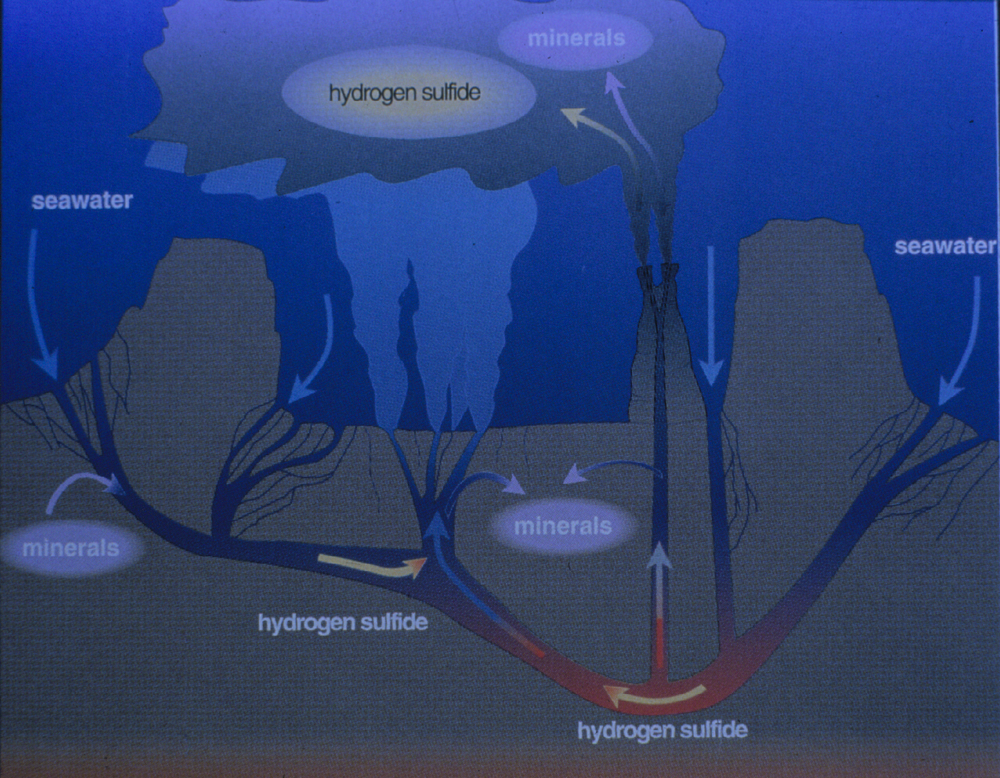 minerals
hydrogen sulfide
seawater
seawater
minerals
minerals
hydrogen sulfide
hydrogen sulfide